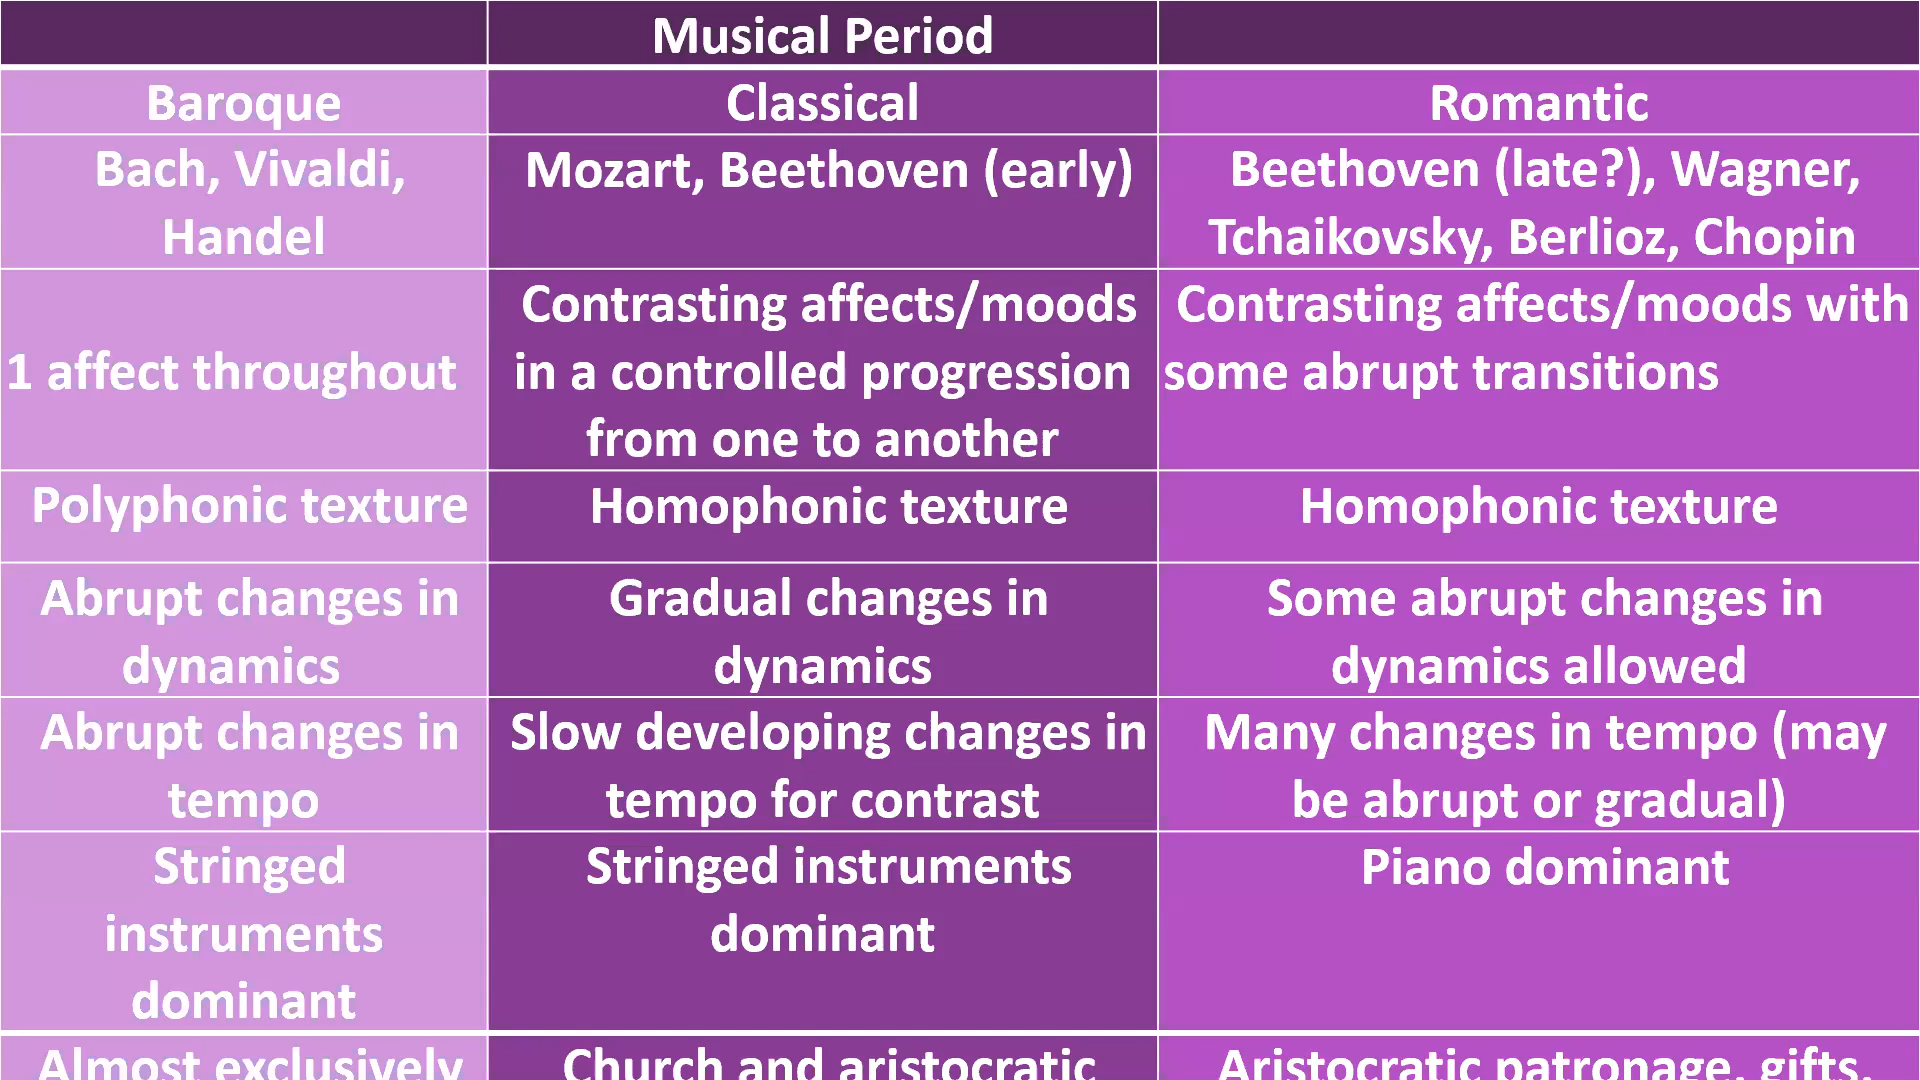 Musical Period
Baroque
Classical
Romantic
Bach, Vivaldi,
Handel
Mozart, Beethoven (early)
Beethoven (late?), Wagner,
Tchaikovsky, Berlioz, Chopin
1 affect throughout
Contrasting affects/moods
in a controlled progression
from one to another
Contrasting affects/moods with
some abrupt transitions
Polyphonic texture
Homophonic texture
Homophonic texture
Abrupt changes in
dynamics
Gradual changes in
dynamics
Some abrupt changes in
dynamics allowed
Abrupt changes in
tempo
Slow developing changes in
tempo for contrast
Many changes in tempo (may
be abrupt or gradual)
Stringed
instruments
dominant
Stringed instruments
dominant
Piano dominant
Almost exclusively
Church and aristocratic
Aristocratic patronage, gifts,